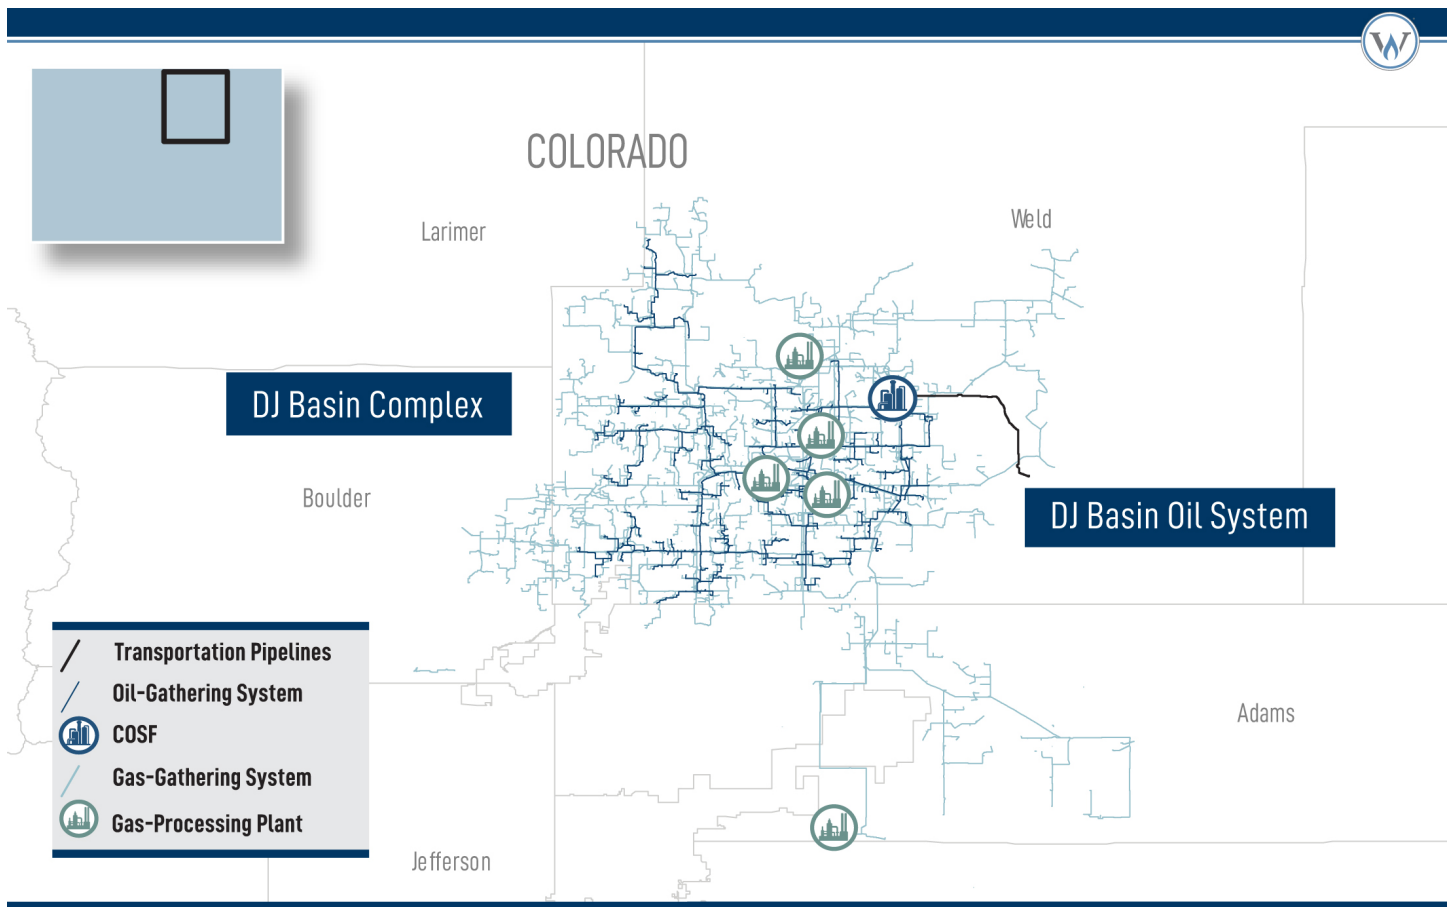 W
COLORADO
Larimer
Weld
DJ Basin Complex
Boulder
DJ Basin Oil System
Transportation Pipelines
Oil-Gathering System
COSF
Gas-Gathering System
Gas-Processing Plant
Adams
Jefferson